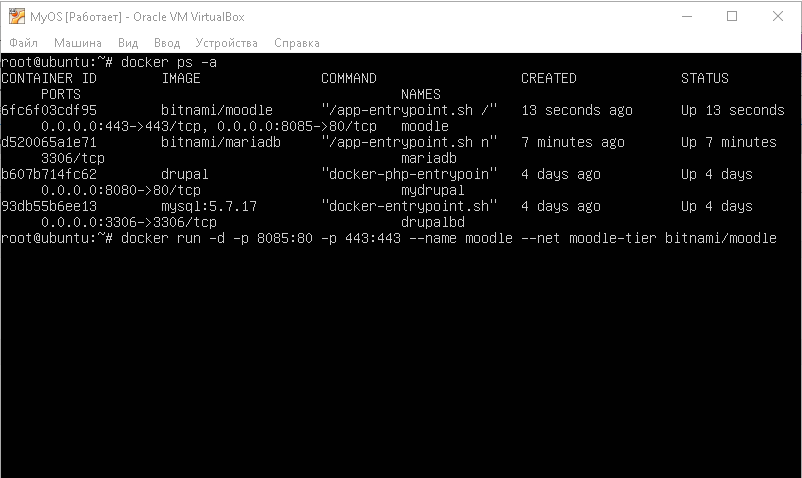 MyOS [Работает] - Oracle VM VirtualBox
Файл Машина Вид Ввод Устройства Справка
root@ubuntu:~# docker ps -a
CONTAINER ID IMAGE COMMAND CREATED STATUS
PORTS NAMES
6fc6f03cdf95 bitnami/moodle "/app-entrypoint.sh /" 13 seconds ago Up 13 seconds
0.0.0.0:443->443/tcp, 0.0.0.0:8085->80/tcp moodle
d520065a1e71 bitnami/mariadb "/app-entrypoint.sh n" 7 minutes ago Up 7 minutes
3306/tcp mariadb
b607b714fc62 drupal "docker-php-entrypoin" 4 days ago Up 4 days
0.0.0.0:8080->80/tcp mydrupal
93db55b6ee13 mysql:5.7.17 "docker-entrypoint.sh" 4 days ago Up 4 days
0.0.0.0:3306->3306/tcp drupalbd
root@ubuntu:~# docker run -d -p 8085:80 -p 443:443 --name moodle --net moodle-tier bitnami/moodle